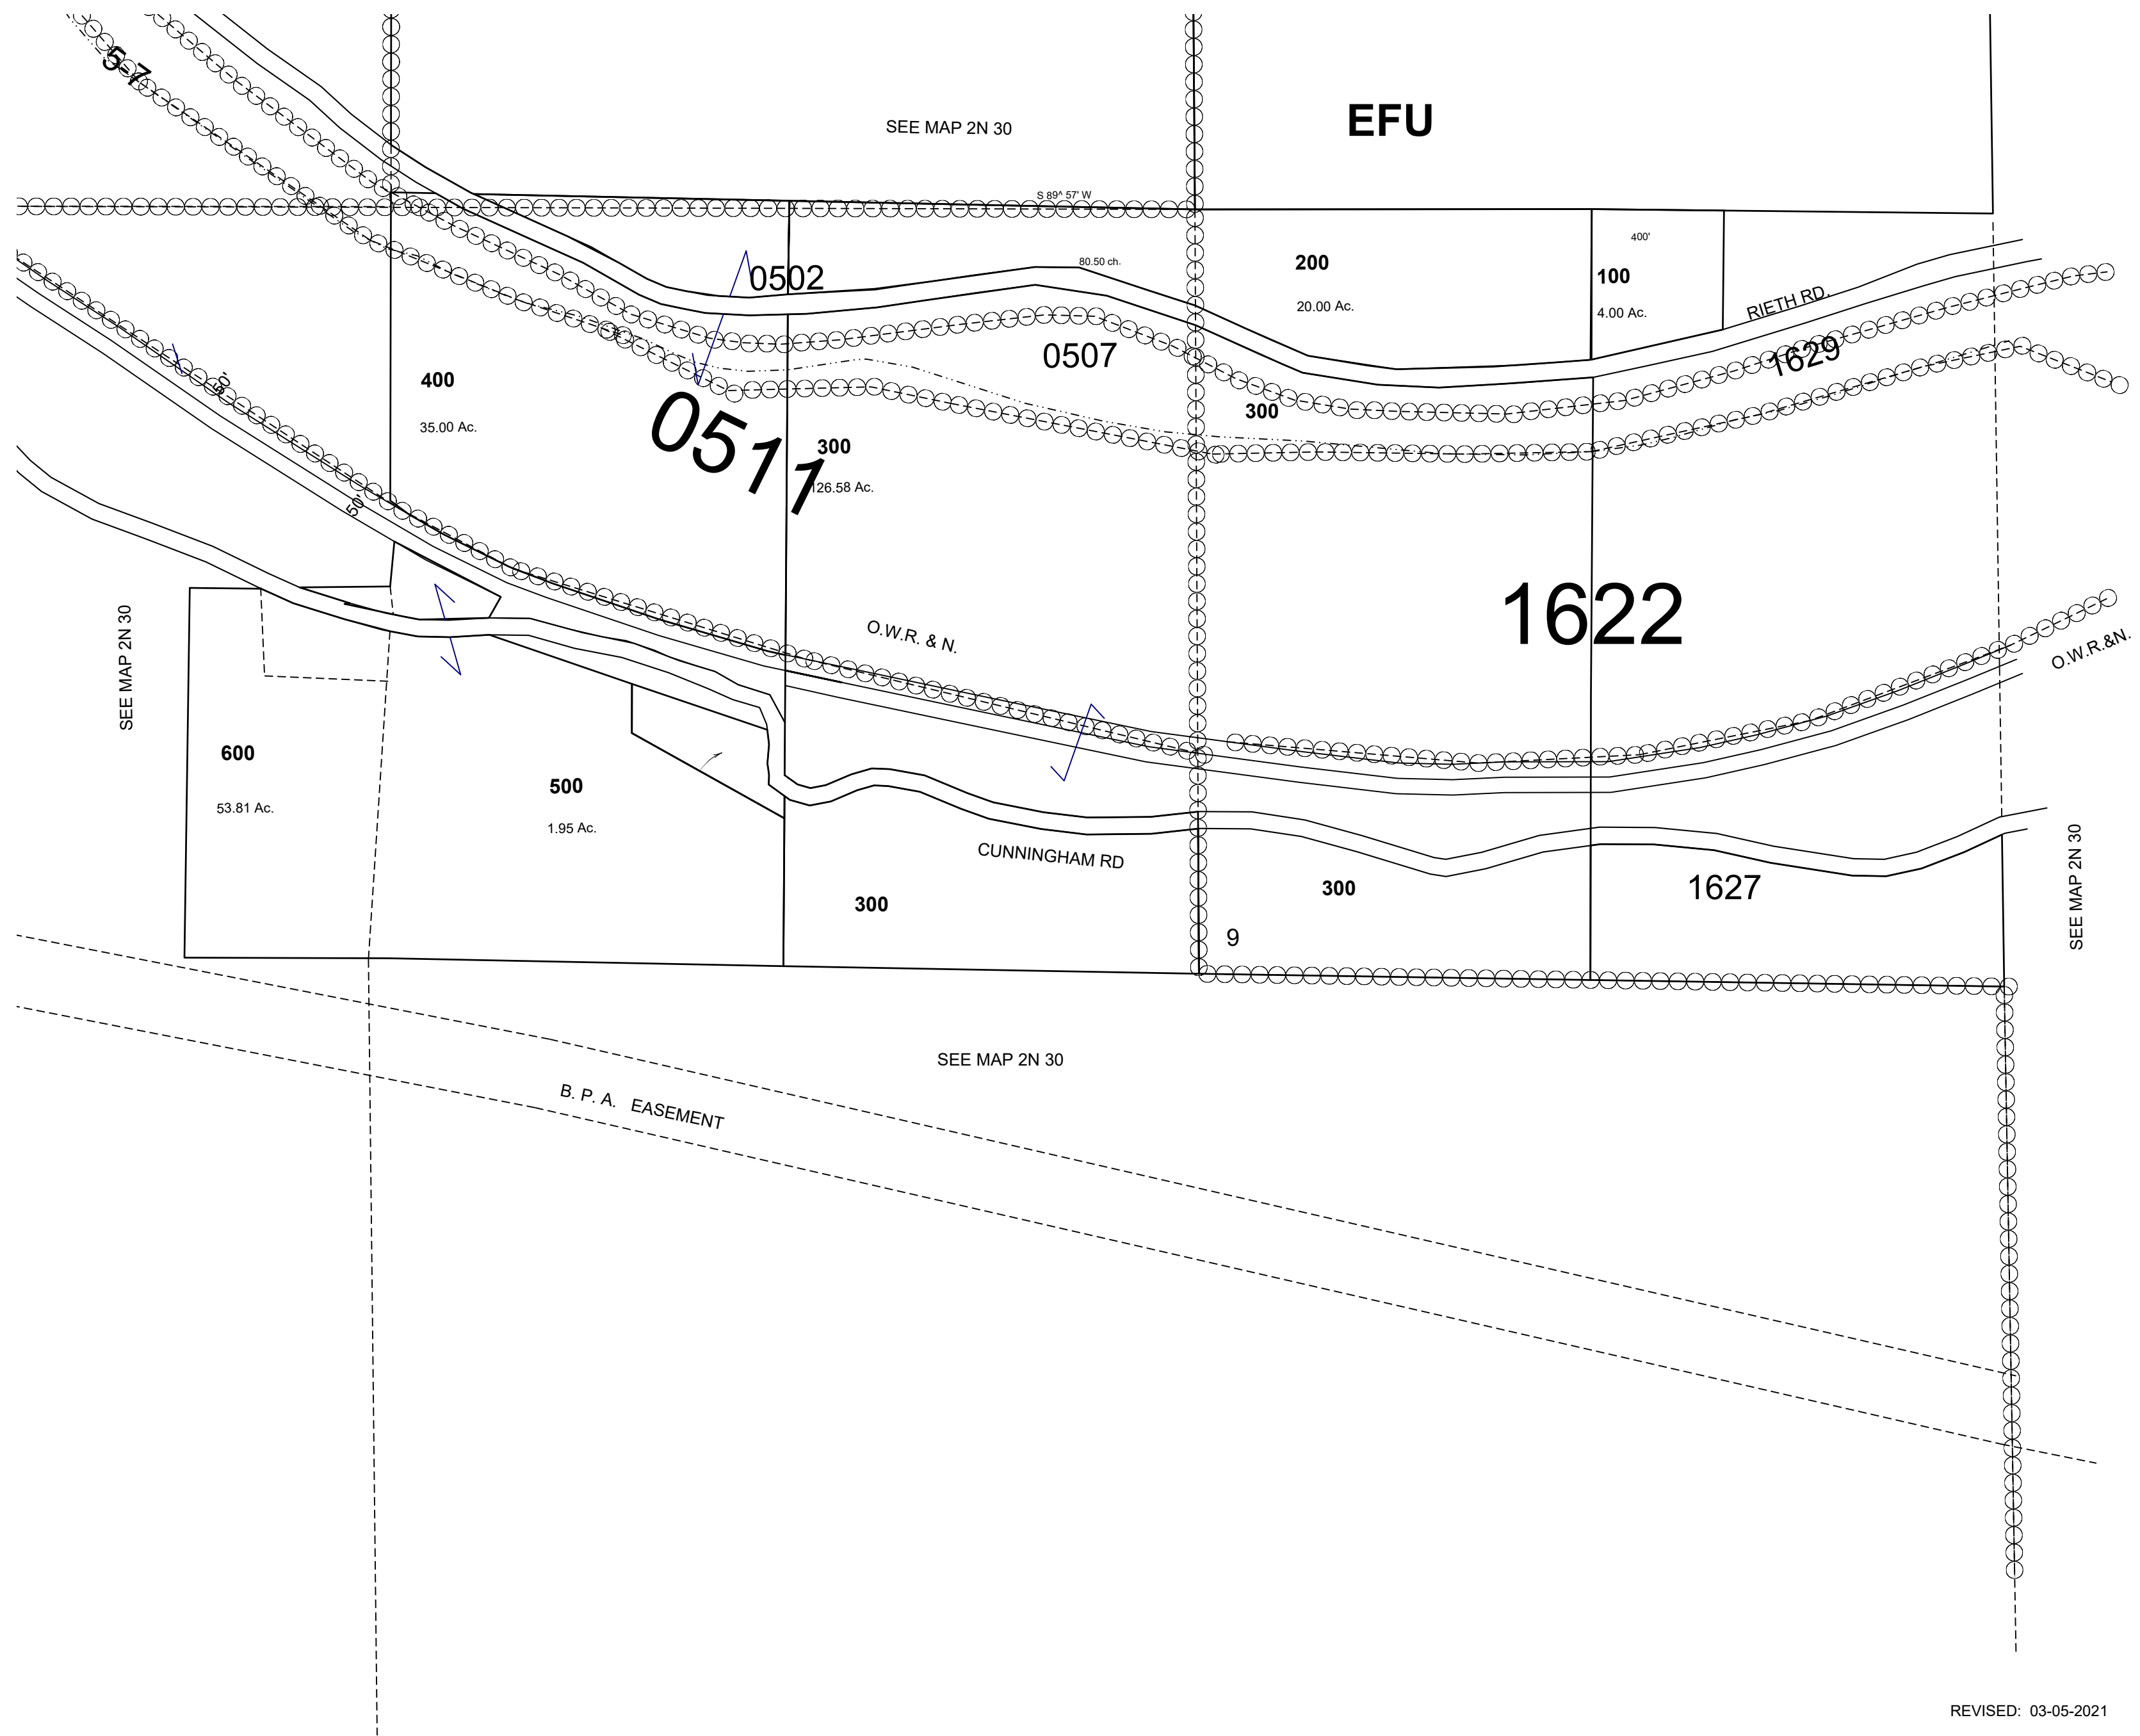 5-7
EFU
SEE MAP 2N 30
S 89^ 57' W
400'
200
0502
80.50 ch.
100
20.00 Ac.
4.00 Ac.
RIETH RD.
0507
1629
50'
400
300
35.00 Ac.
0511
300
126.58 Ac.
50'
1622
O.W.R. & N.
O.W.R.&N.
SEE MAP 2N 30
600
500
53.81 Ac.
1.95 Ac.
CUNNINGHAM RD
300
1627
SEE MAP 2N 30
300
9
SEE MAP 2N 30
B. P. A. EASEMENT
REVISED: 03-05-2021